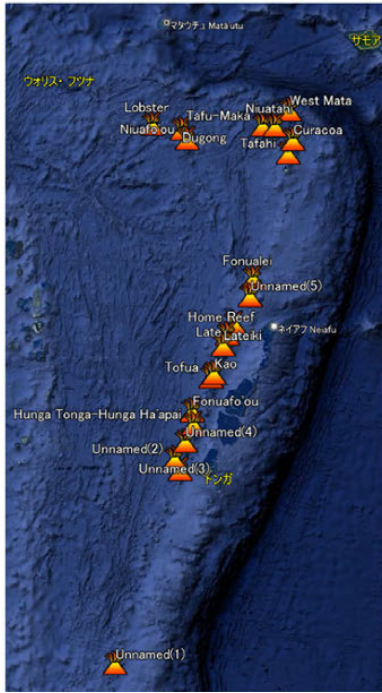 マタウチュ Matā'utu
サモア
ウォリス・フツナ
West Mata
Lobster
Niuatah
Tafu-Maka
Niuafo'ou
Curacoa
Dugong
Tafahi
Fonualei
Unnamed(5)
Home Reef
ネイアフ Neiafu
Late
Lateiki
Kao
Tofua
Fonuafo'ou
Hunga Tonga-Hunga Ha'apai
Unnamed(4)
Unnamed(2)
Unnamed(3)
トンガ
Unnamed(1)